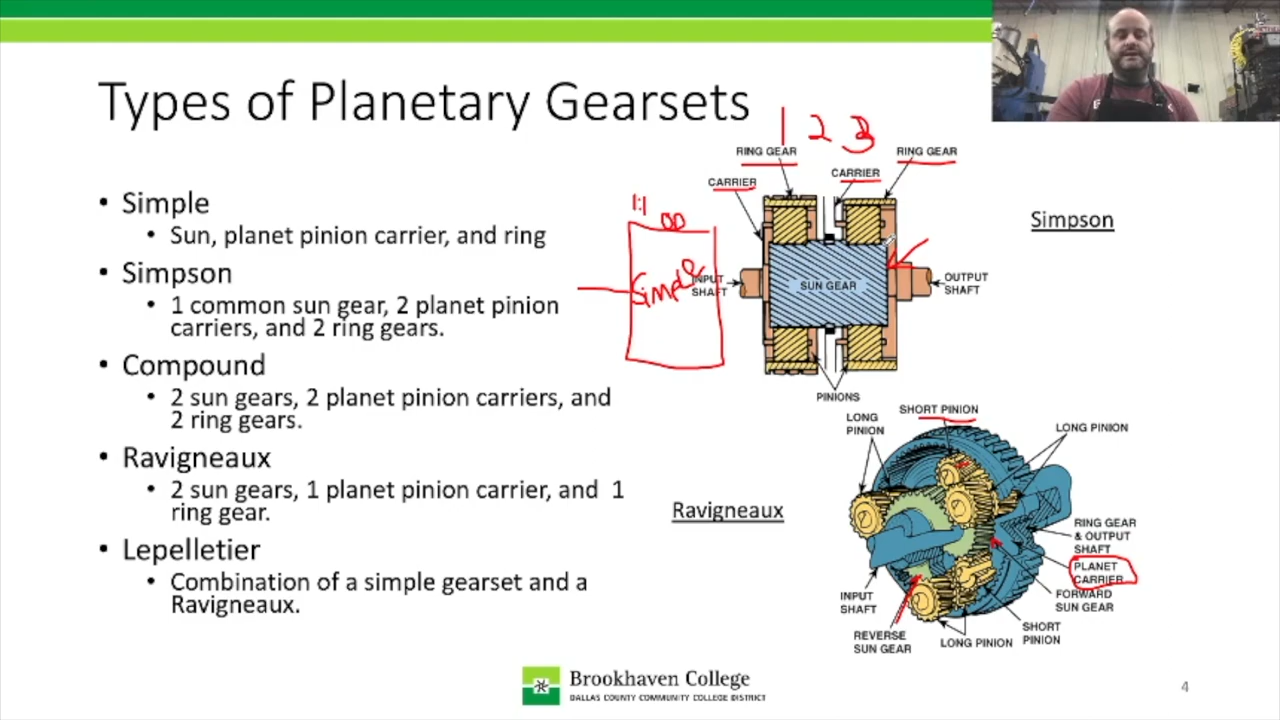 Types of Planetary Gearsets
• Simple
• Sun, planet pinion carrier, and ring
• Simpson
• 1 common sun gear, 2 planet pinion
carriers, and 2 ring gears.
• Compound
• 2 sun gears, 2 planet pinion carriers, and
2 ring gears.
• Ravigneaux
• 2 sun gears, 1 planet pinion carrier, and 1
ring gear.
• Lepelletier
• Combination of a simple gearset and a
Ravigneaux.
1 2 3
RING GEAR
RING GEAR
CARRIER
CARRIER
1:1
OD
Simple
INPUT
SHAFT
SUN GEAR
OUTPUT
SHAFT
PINIONS
Simpson
Ravigneaux
LONG
PINION
SHORT PINION
LONG PINION
RING GEAR
& OUTPUT
SHAFT
PLANET
CARRIER
FORWARD
SUN GEAR
INPUT
SHAFT
REVERSE
SUN GEAR
LONG PINION
SHORT
PINION
Brookhaven College
DALLAS COUNTY COMMUNITY COLLEGE DISTRICT
4